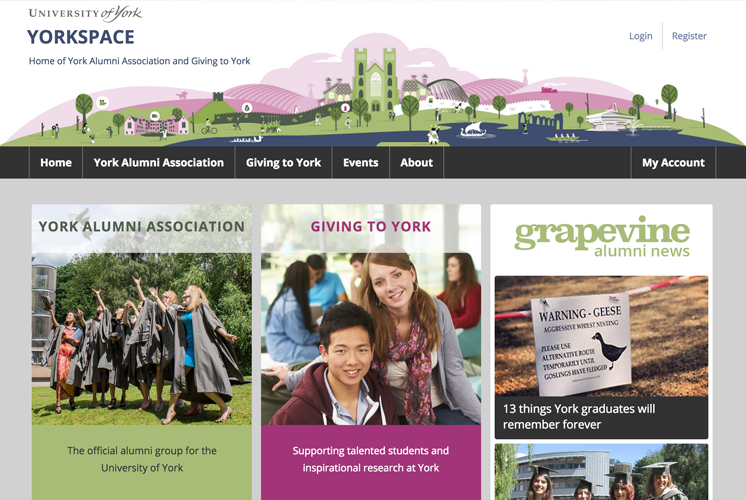 UNIVERSITY of York
YORKSPACE
Home of York Alumni Association and Giving to York
Login
Register
Home
York Alumni Association
Giving to York
Events
About
My Account
YORK ALUMNI ASSOCIATION
The official alumni group for the
University of York
GIVING TO YORK
Supporting talented students and
inspirational research at York
grapevine
alumni news
WARNING - GEESE
AGGRESSIVE WHILST NESTING
PLEASE USE
ALTERNATIVE ROUTE
TEMPORARILY UNTIL
GOSLINGS HAVE FLEDGED
13 things York graduates will
remember forever